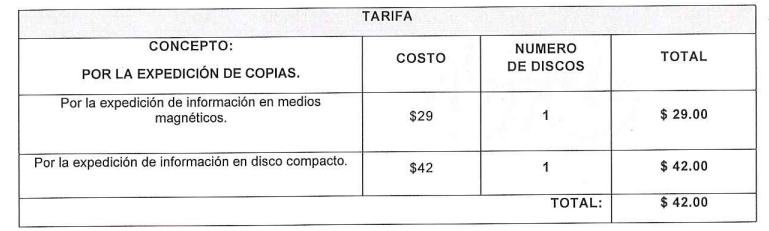 TARIFA
CONCEPTO:
POR LA EXPEDICIÓN DE COPIAS.
COSTO
NUMERO
DE DISCOS
TOTAL
Por la expedición de información en medios
magnéticos.
$29
1
$ 29.00
Por la expedición de información en disco compacto.
$42
1
$ 42.00
TOTAL:
$ 42.00